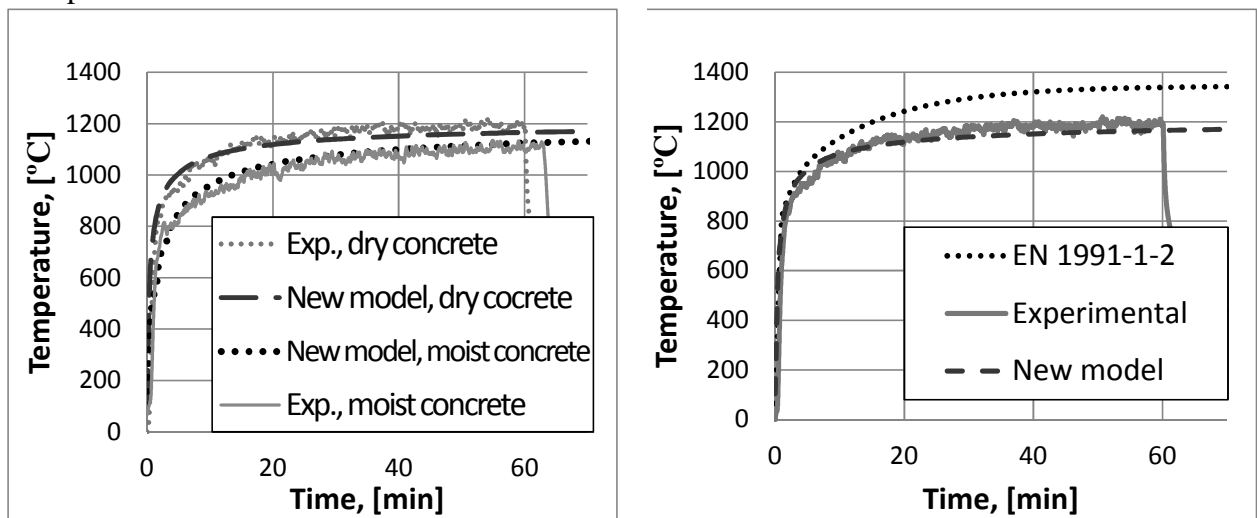 1400
1200
1000
800
600
400
200
0
Temperature, [ºC]
Exp., dry concrete
New model, dry cocrete
New model, moist concrete
Exp., moist concrete
0 20 40 60
Time, [min]
1400
1200
1000
800
600
400
200
0
Temperature, [ºC]
EN 1991-1-2
Experimental
New model
0 20 40 60
Time, [min]